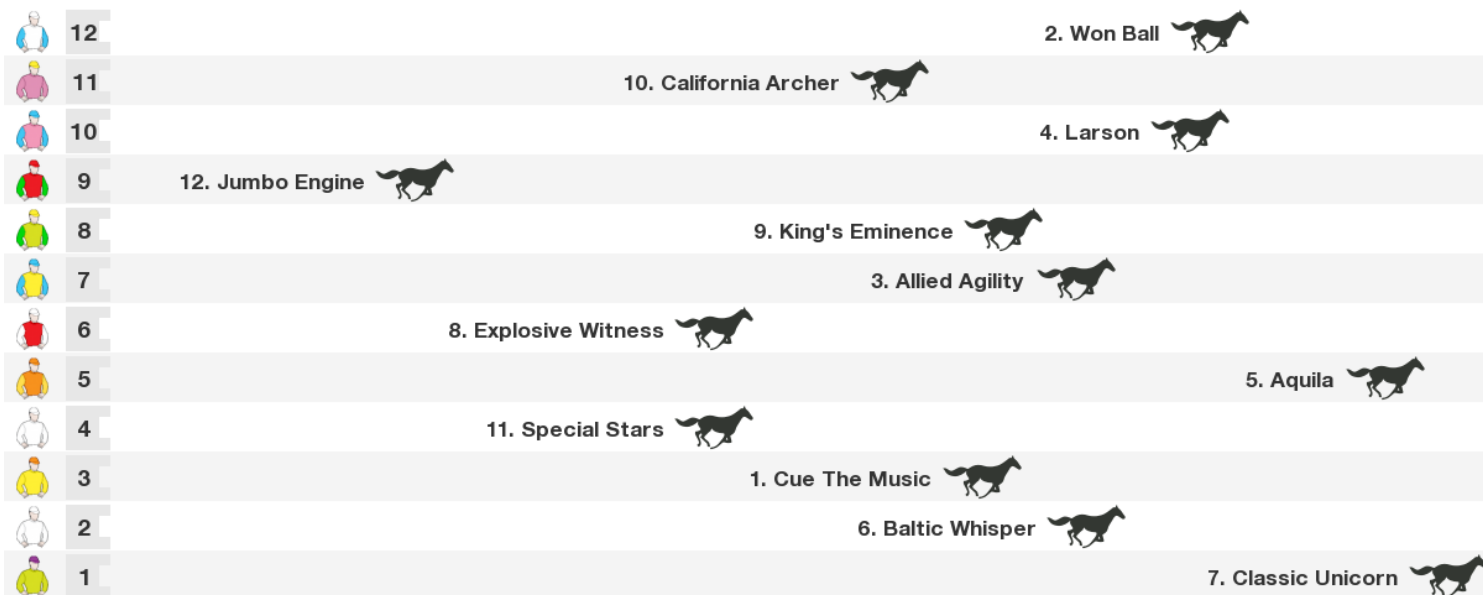 12 2. Won Ball
11 10. California Archer
10 4. Larson
9 12. Jumbo Engine
8 9. King's Eminence
7 3. Allied Agility
6 8. Explosive Witness
5 5. Aquila
4 11. Special Stars
3 1. Cue The Music
2 6. Baltic Whisper
1 7. Classic Unicorn